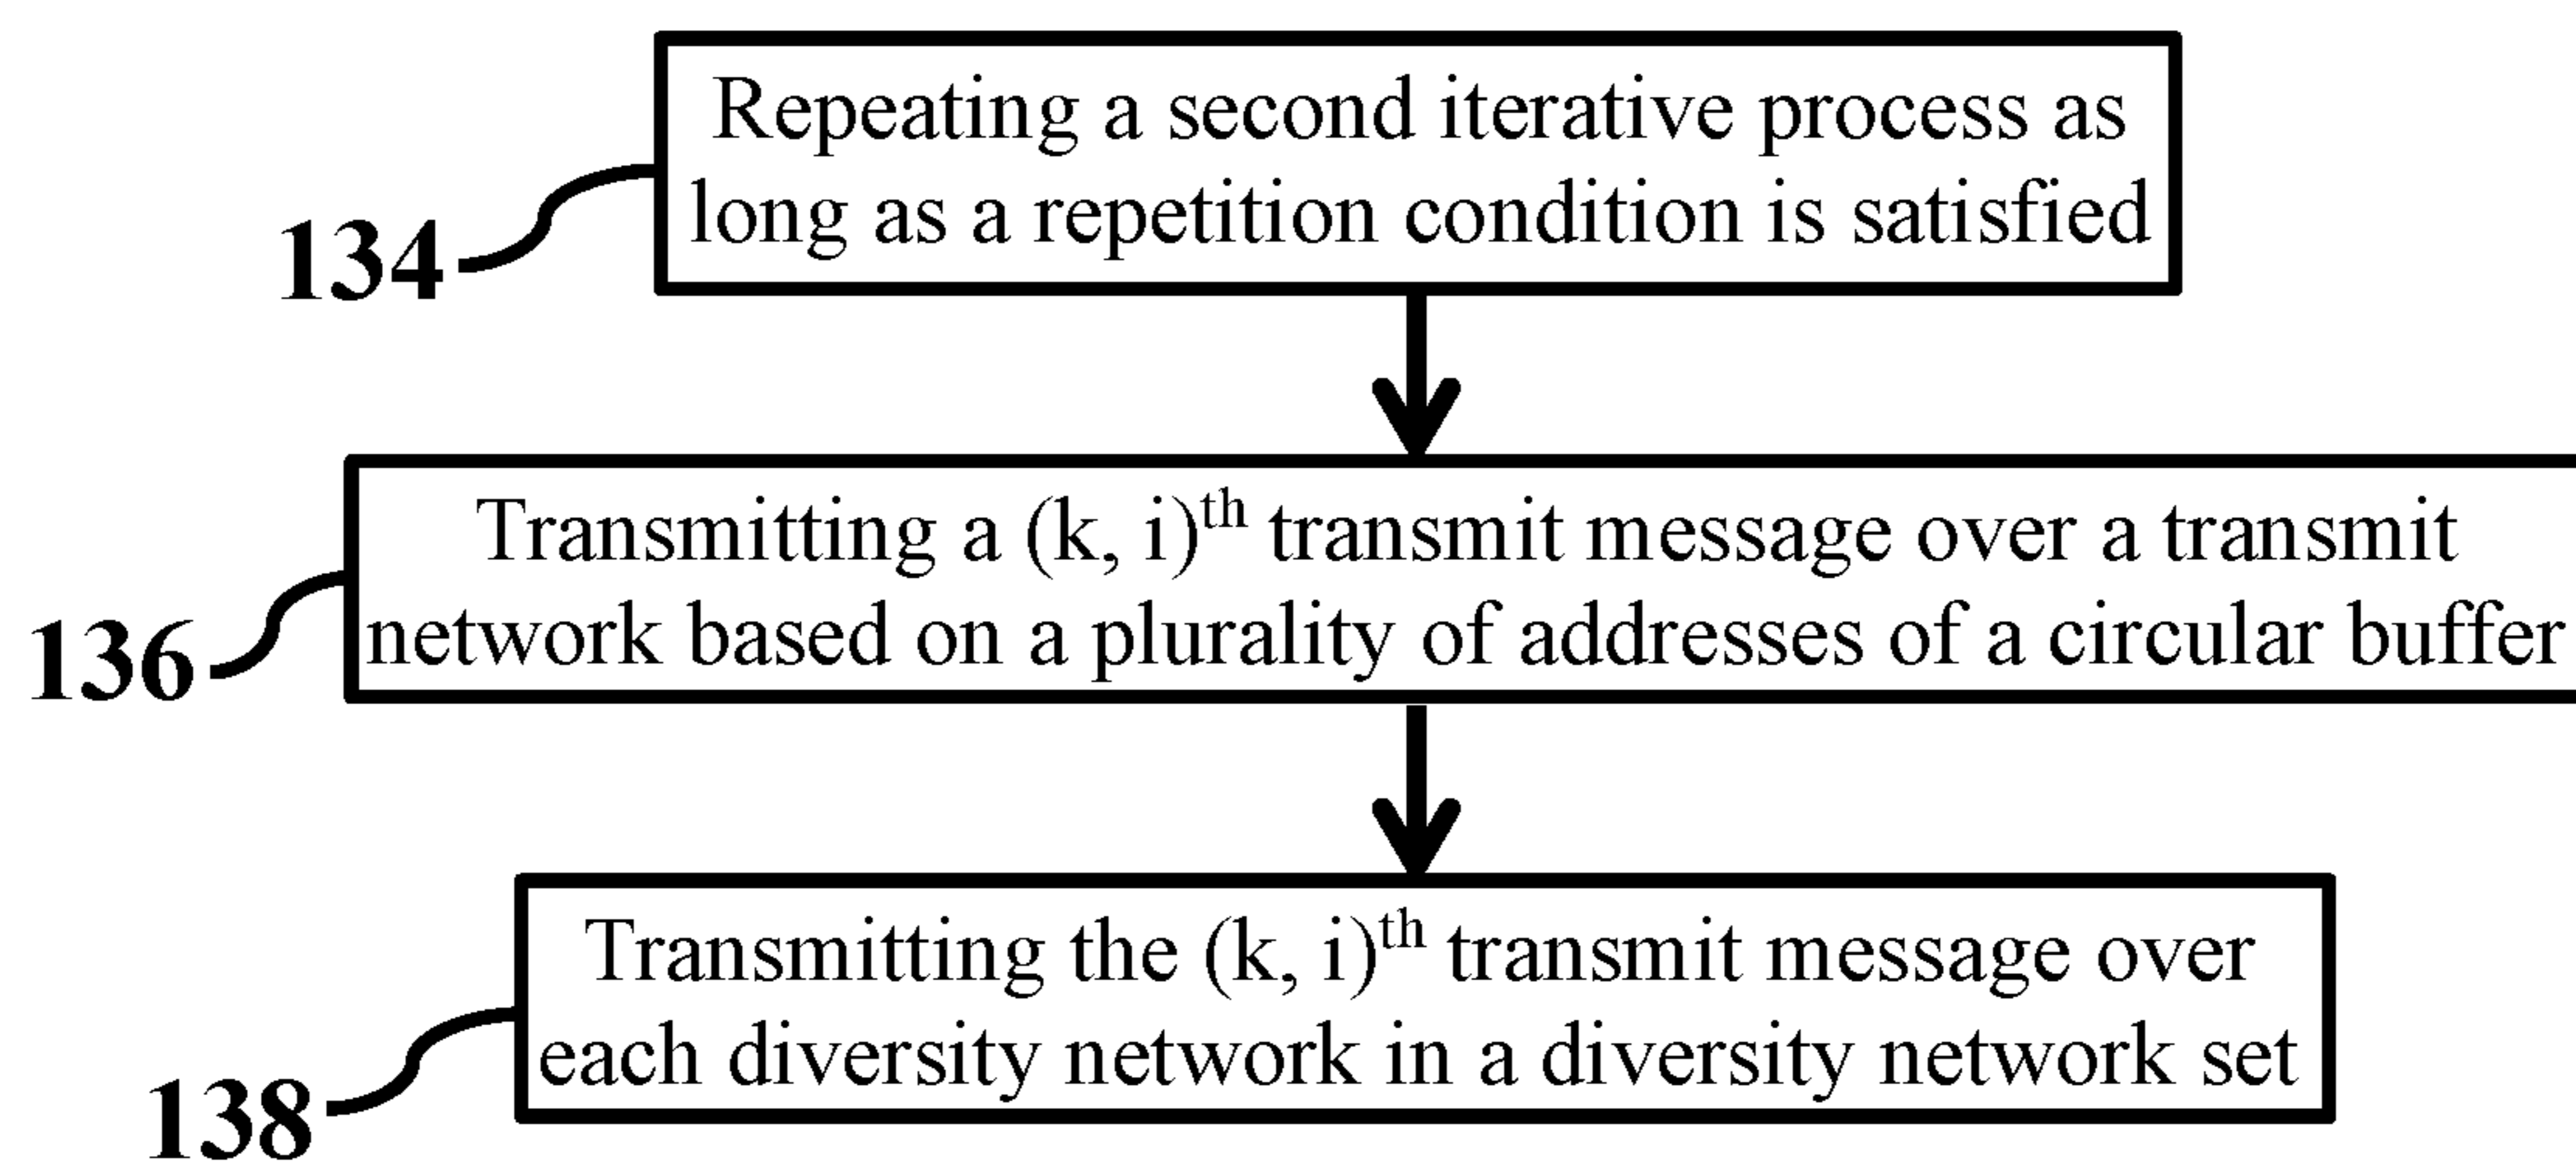 Repeating a second iterative process as
long as a repetition condition is satisfied
134
Transmitting a (k, i)th transmit message over a transmit
network based on a plurality of addresses of a circular buffer
136
Transmitting the (k, i)th transmit message over
each diversity network in a diversity network set
138